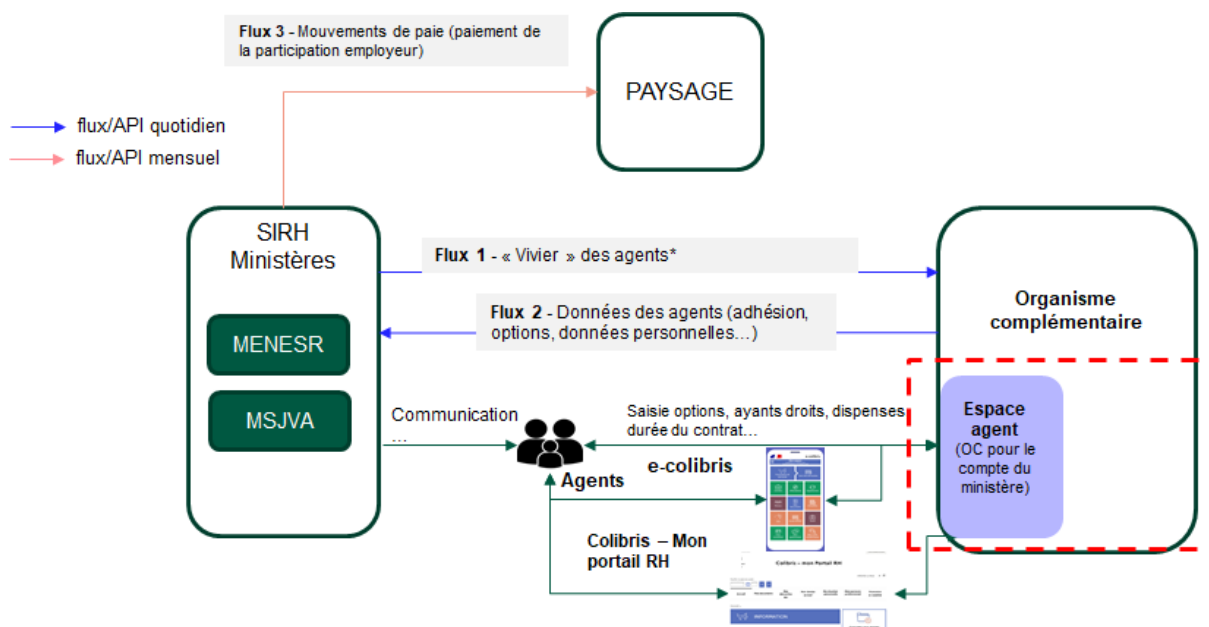 Flux 3 - Mouvements de paie (paiement de
la participation employeur)
PAYSAGE
flux/API quotidien
flux/API mensuel
SIRH
Ministères
Flux 1 - « Vivier » des agents*
Flux 2 - Données des agents (adhésion,
options, données personnelles…)
Organisme
complémentaire
MENESR
MSJVA
Communication
…
Saisie options, ayants droits, dispenses
durée du contrat…
Espace
agent
(OC pour le
compte du
ministère)
e-colibris
Agents
Colibris – Mon
portail RH
Colibris – mon Portail RH
INFORMATION